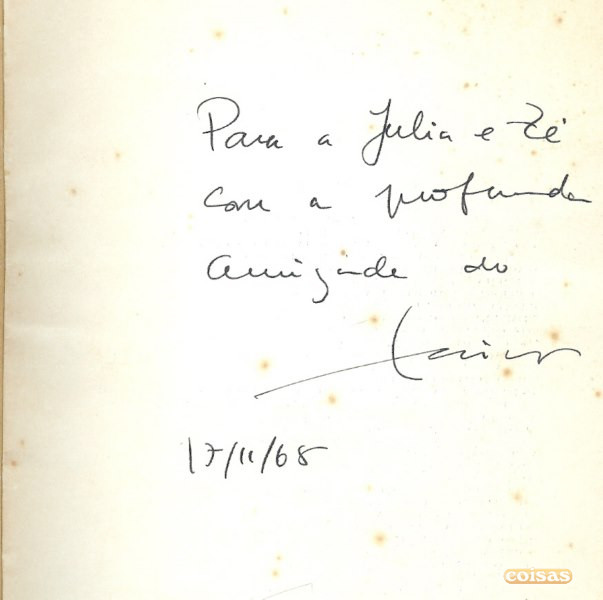 Para a Julia e Zé
com a profunda
amizade do
17/11/68
coisas